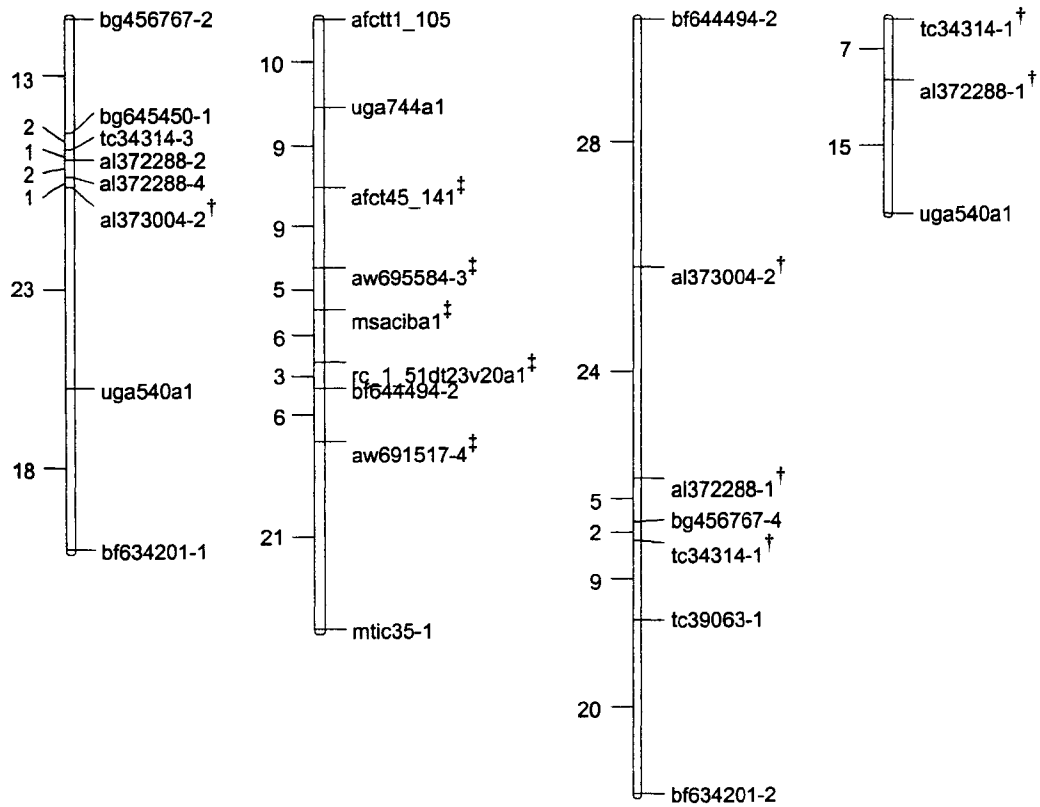 bg456767-2
13
bg645450-1
2
tc34314-3
1
al372288-2
2
al372288-4
1
al373004-2†
23
uga540a1
18
bf634201-1
afctt1_105
10
uga744a1
9
afct45_141‡
9
aw695584-3‡
5
msaciba1‡
6
rc_1_51dt23v20a1‡
3
bf644494-2
6
aw691517-4‡
21
mtic35-1
bf644494-2
28
al373004-2†
24
al372288-1†
5
bg456767-4
2
tc34314-1†
9
tc39063-1
20
bf634201-2
tc34314-1†
7
al372288-1†
15
uga540a1